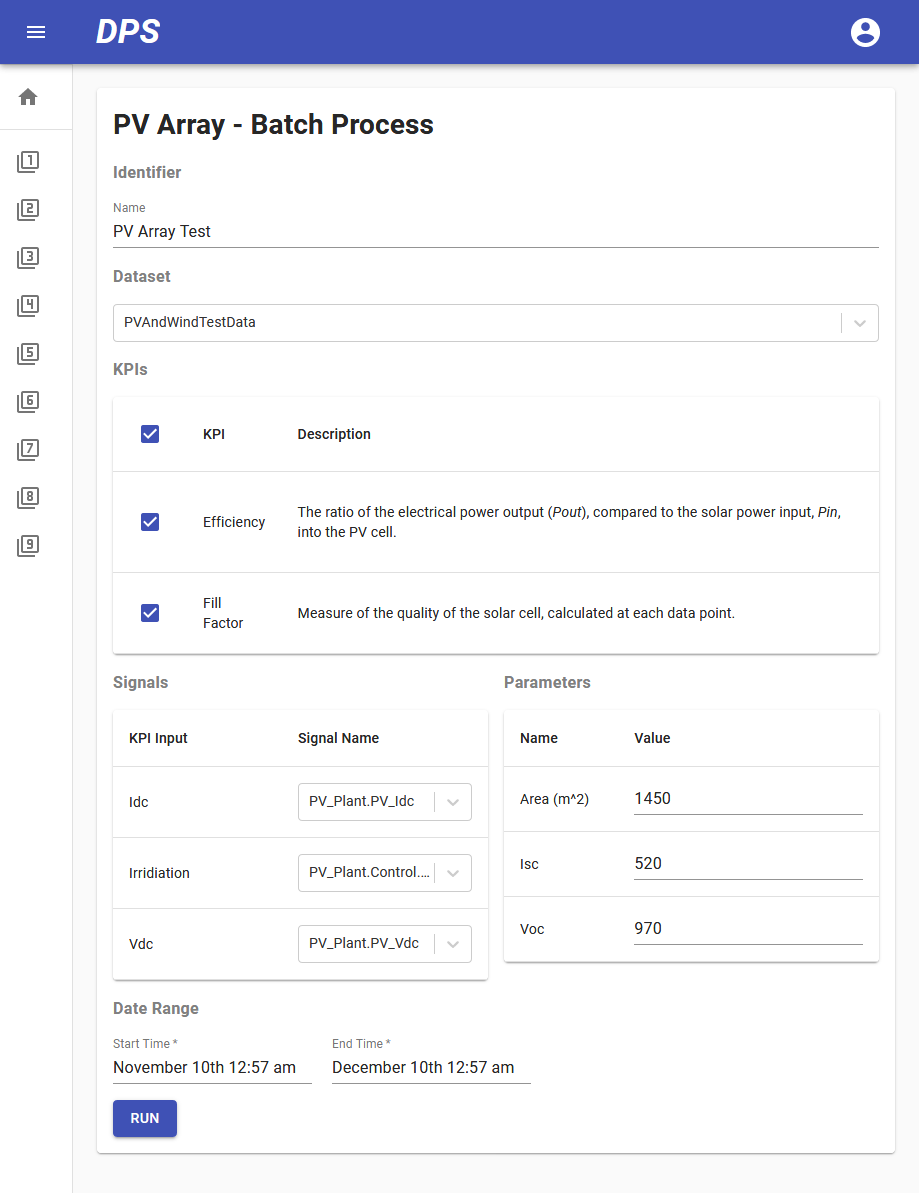 DPS
1
2
3
4
5
6
7
8
9
PV Array - Batch Process
Identifier
Name
PV Array Test
Dataset
PVAndWindTestData
KPIs
KPI Description
Efficiency The ratio of the electrical power output (Pout), compared to the solar power input, Pin,
into the PV cell.
Fill
Factor
Measure of the quality of the solar cell, calculated at each data point.
Signals
KPI Input Signal Name
Idc PV_Plant.PV_Idc
Irridiation PV_Plant.Control....
Vdc PV_Plant.PV_Vdc
Parameters
Name Value
Area (m^2) 1450
Isc 520
Voc 970
Date Range
Start Time * End Time *
November 10th 12:57 am December 10th 12:57 am
RUN